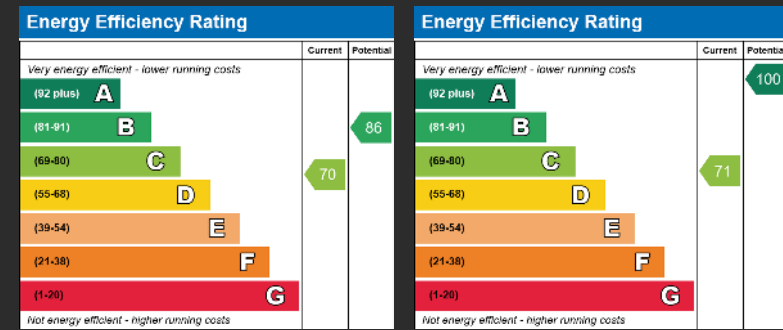 Energy Efficiency Rating
Current Potential
Very energy efficient - lower running costs
(92 plus) A
(81-91) B
86
(69-80) C
70
(55-68) D
(39-54) E
(21-38) F
(1-20) G
Not energy efficient - higher running costs
Energy Efficiency Rating
Current Potential
Very energy efficient - lower running costs
100
(92 plus) A
(81-91) B
(69-80) C
71
(55-68) D
(39-54) E
(21-38) F
(1-20) G
Not energy efficient - higher running costs